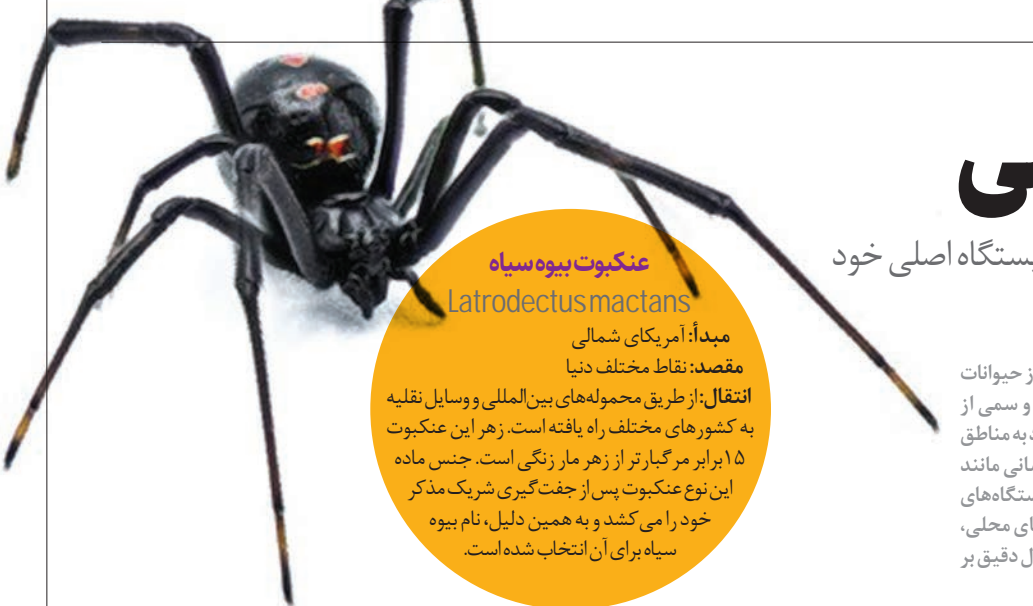 ی
یستگاه اصلی خود
ز حیوانات
و سمی از
به مناطق
مانند
ستگاه‌های
ای محلی،
ل دقیق بر
عنکبوت بیوه سیاه
Latrodectus mactans
مبدأ: آمریکای شمالی
مقصد: نقاط مختلف دنیا
انتقال: از طریق محموله‌های بین‌المللی و وسایل نقلیه
به کشورهای مختلف راه یافته است. زهر این عنکبوت
۱۵ برابر مرگبارتر از زهر مار زنگی است. جنس ماده
این نوع عنکبوت پس از جفت‌گیری شریک مذکر
خود را می‌کشد و به همین دلیل، نام بیوه
سیاه برای آن انتخاب شده است.